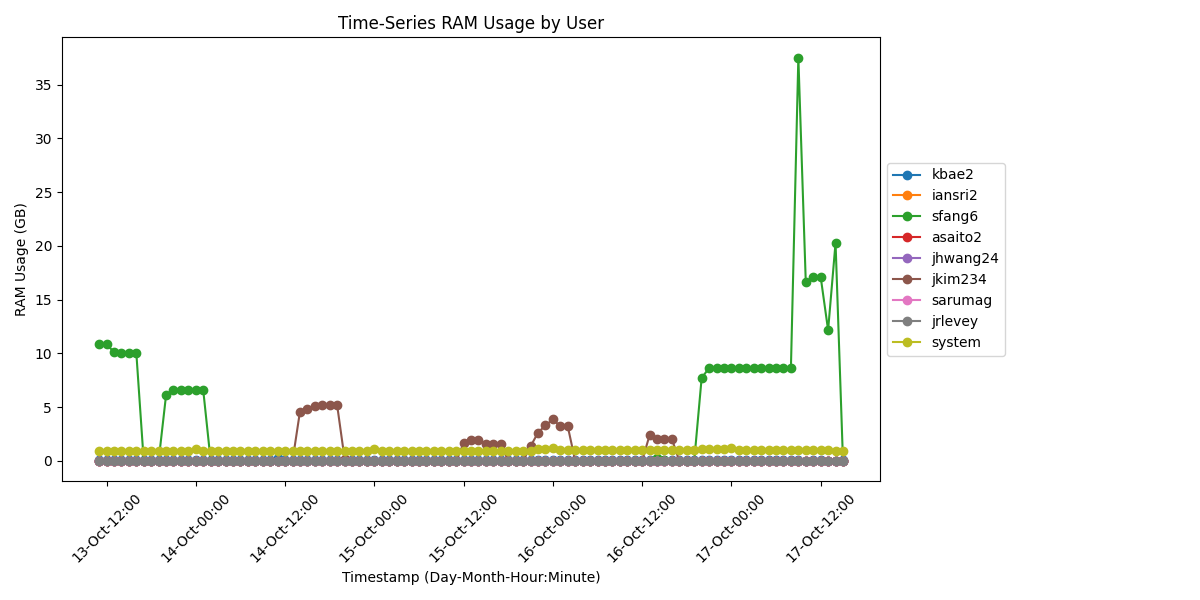 Time-Series RAM Usage by User
RAM Usage (GB)
35
30
25
20
15
10
5
0
13-Oct-12:00
14-Oct-00:00
14-Oct-12:00
15-Oct-00:00
15-Oct-12:00
16-Oct-00:00
16-Oct-12:00
17-Oct-00:00
17-Oct-12:00
Timestamp (Day-Month-Hour:Minute)
kbae2
iansri2
sfang6
asaito2
jhwang24
jkim234
sarumag
jrlevey
system